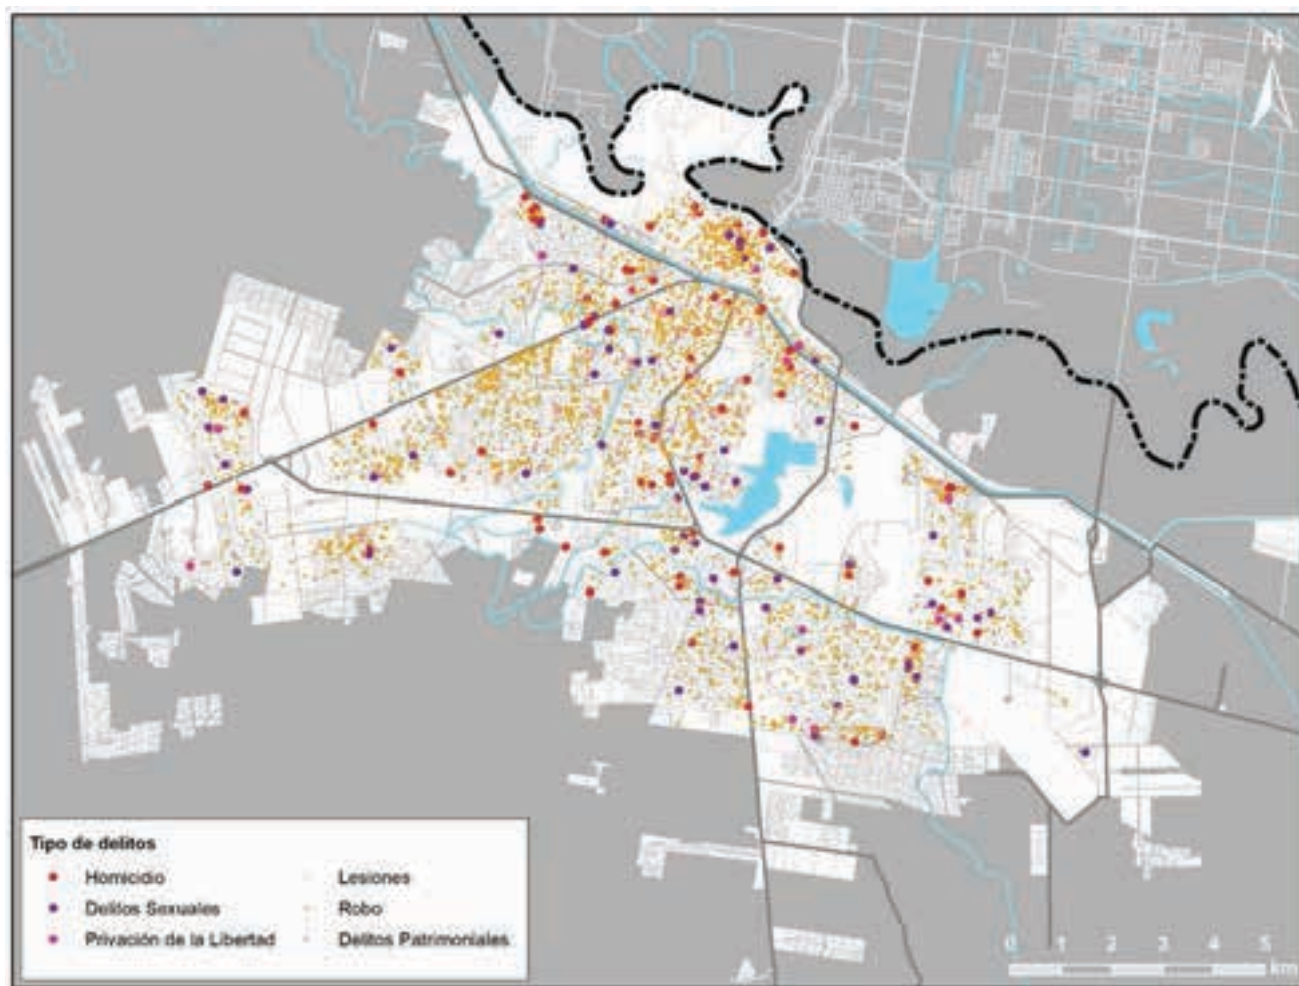 N
Tipo de delitos
Homicidio
Delitos Sexuales
Privación de la Libertad
Lesiones
Robo
Delitos Patrimoniales
0 1 2 3 4 5
km